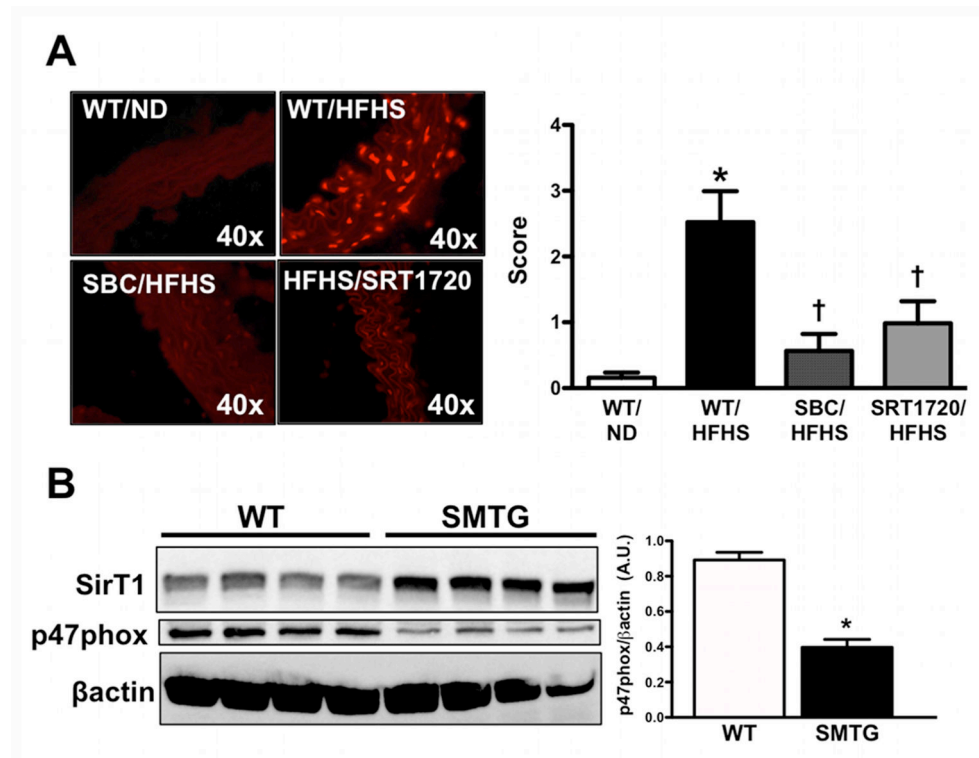 A
WT/ND
WT/HFHS
40x
40x
SBC/HFHS
HFHS/SRT1720
40x
40x
Score
4
3
2
1
0
*
†
†
WT/
ND
WT/
HFHS
SBC/
HFHS
SRT1720/
HFHS
B
WT
SMTG
SirT1
p47phox
βactin
p47phox/βactin (A.U.)
1.0
0.8
0.6
0.4
0.2
0.0
*
WT
SMTG